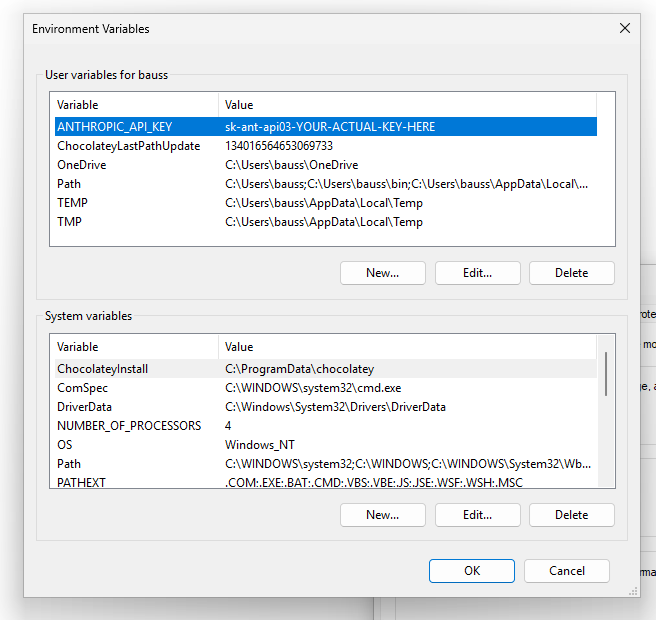 Environment Variables
User variables for bauss
Variable Value
ANTHROPIC_API_KEY sk-ant-api03-YOUR-ACTUAL-KEY-HERE
ChocolateyLastPathUpdate 134016564653069733
OneDrive C:\Users\bauss\OneDrive
Path C:\Users\bauss;C:\Users\bauss\bin;C:\Users\bauss\AppData\Local\...
TEMP C:\Users\bauss\AppData\Local\Temp
TMP C:\Users\bauss\AppData\Local\Temp
New... Edit... Delete
System variables
Variable Value
ChocolateyInstall C:\ProgramData\chocolatey
ComSpec C:\WINDOWS\system32\cmd.exe
DriverData C:\Windows\System32\Drivers\DriverData
NUMBER_OF_PROCESSORS 4
OS Windows_NT
Path C:\WINDOWS\system32;C:\WINDOWS;C:\WINDOWS\System32\Wb...
PATHEXT .COM;.EXE;.BAT;.CMD;.VBS;.VBE;.JS;.JSE;.WSF;.WSH;.MSC
New... Edit... Delete
OK Cancel